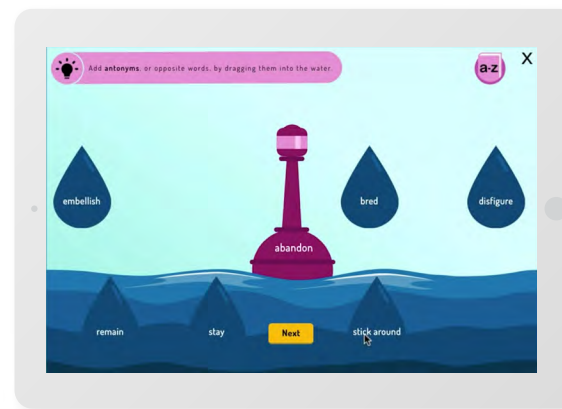 Add antonyms, or opposite words, by dragging them into the water.
a-z
X
embellish
bred
disfigure
abandon
remain
stay
Next
stick around